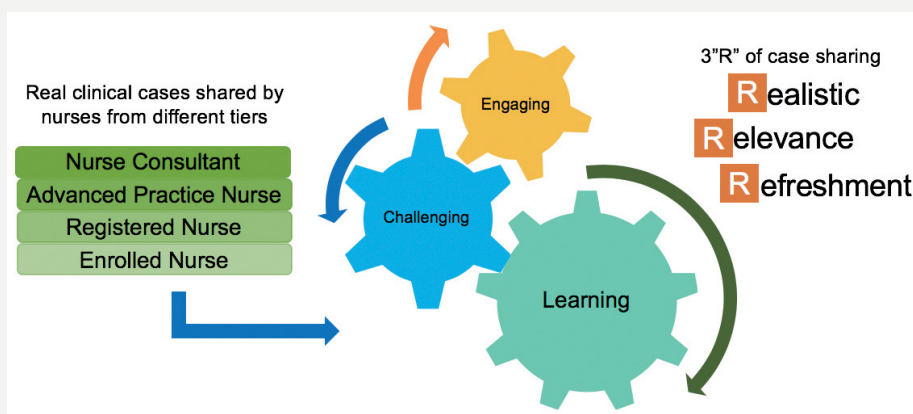 Real clinical cases shared by
nurses from different tiers
Nurse Consultant
Advanced Practice Nurse
Registered Nurse
Enrolled Nurse
Engaging
Challenging
Learning
3”R” of case sharing
Realistic
Relevance
Refreshment